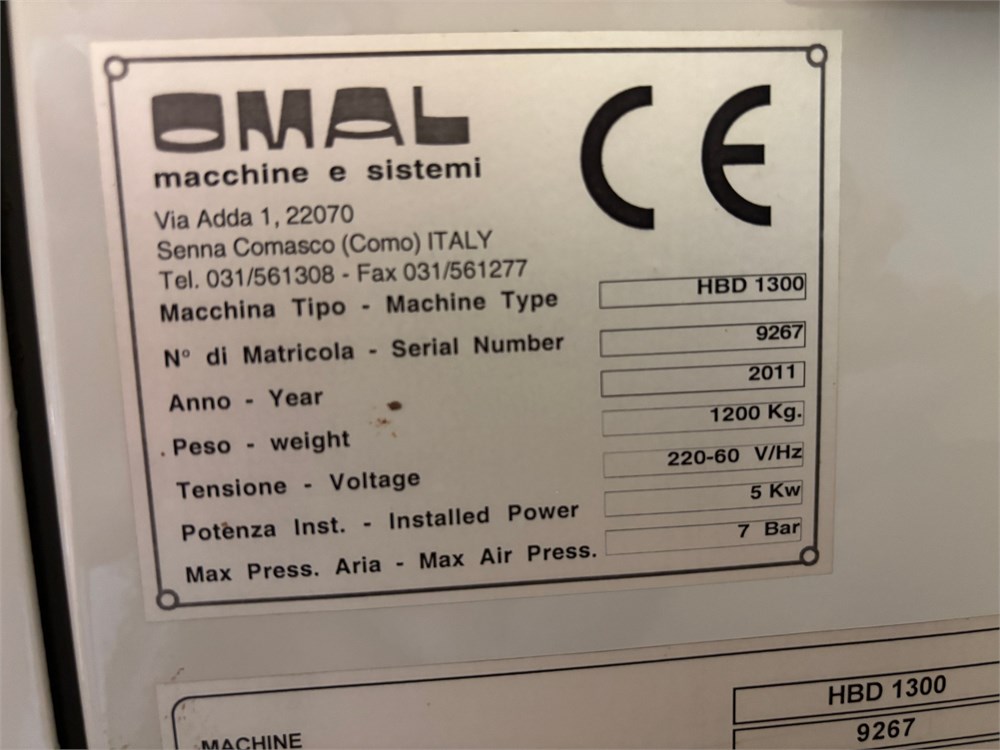 OMAL
macchine e sistemi
CE
Via Adda 1, 22070
Senna Comasco (Como) ITALY
Tel. 031/561308 - Fax 031/561277
Macchina Tipo - Machine Type HBD 1300
N° di Matricola - Serial Number 9267
Anno - Year 2011
Peso - weight 1200 Kg.
Tensione - Voltage 220-60 V/Hz
Potenza Inst. - Installed Power 5 Kw
Max Press. Aria - Max Air Press. 7 Bar
MACHINE HBD 1300
9267